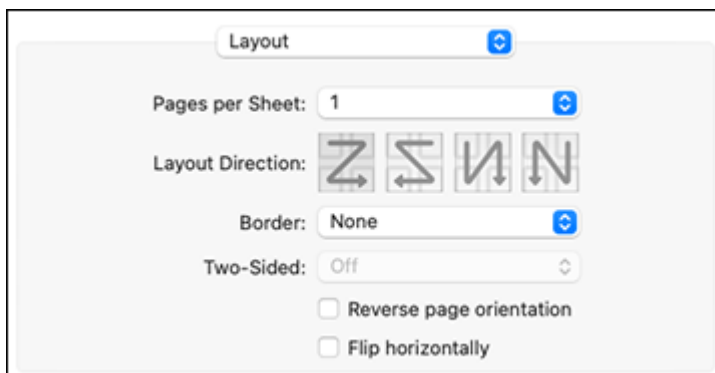 Layout
Pages per Sheet: 1
Layout Direction:
Border: None
Two-Sided: Off
Reverse page orientation
Flip horizontally